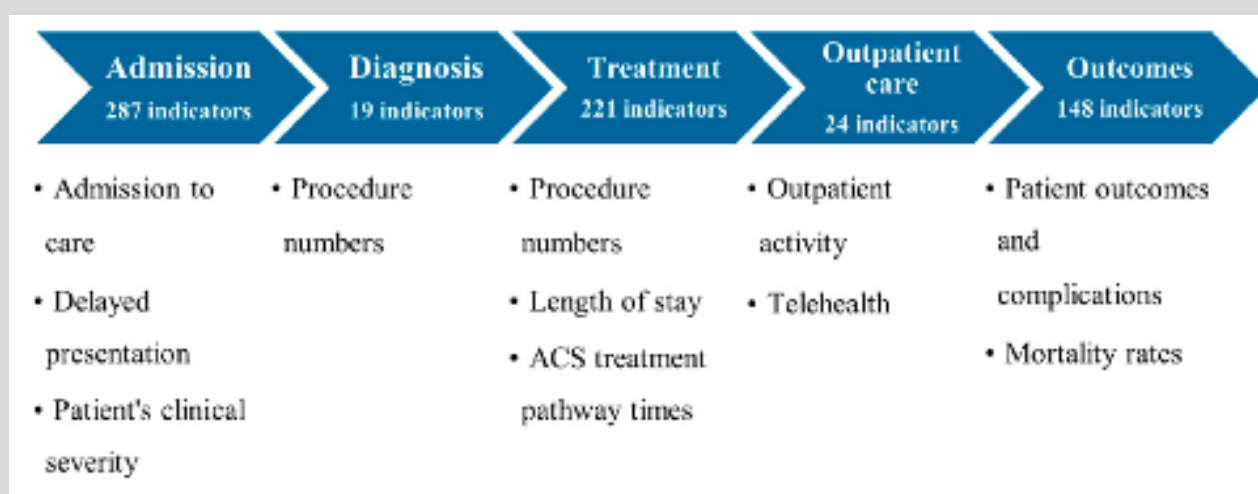 Admission
287 indicators
Diagnosis
19 indicators
Treatment
221 indicators
Outpatient
care
24 indicators
Outcomes
148 indicators
• Admission to
care
• Delayed
presentation
• Patient's clinical
severity
• Procedure
numbers
• Procedure
numbers
• Length of stay
• ACS treatment
pathway times
• Outpatient
activity
• Telehealth
• Patient outcomes
and
complications
• Mortality rates